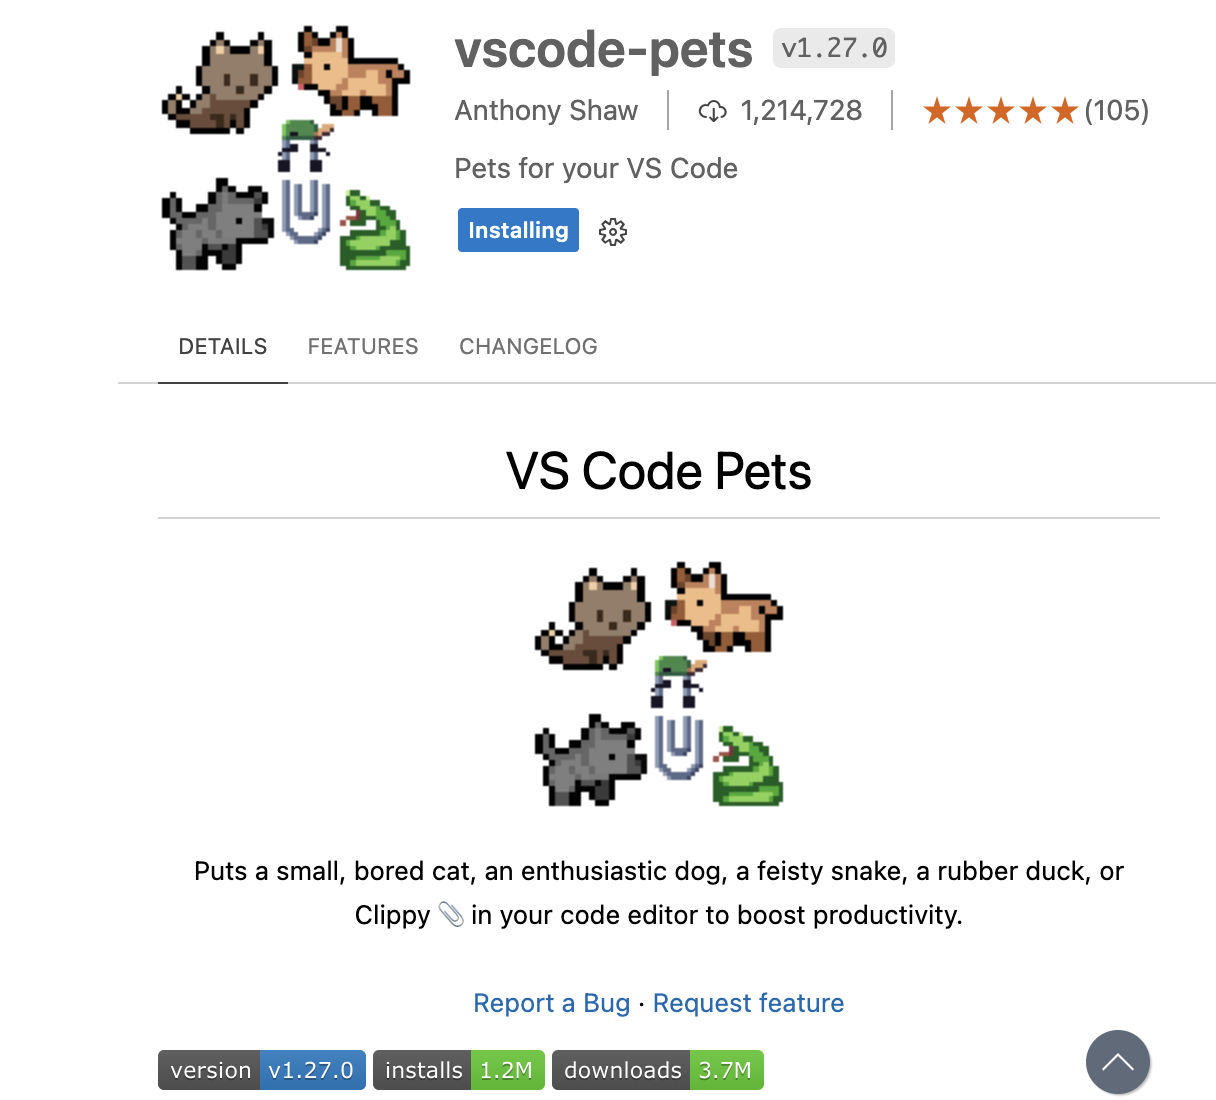 vscode-pets v1.27.0
Anthony Shaw 1,214,728 ★★★★★(105)
Pets for your VS Code
Installing
DETAILS FEATURES CHANGELOG
VS Code Pets
Puts a small, bored cat, an enthusiastic dog, a feisty snake, a rubber duck, or
Clippy 📎 in your code editor to boost productivity.
Report a Bug · Request feature
version v1.27.0 installs 1.2M downloads 3.7M